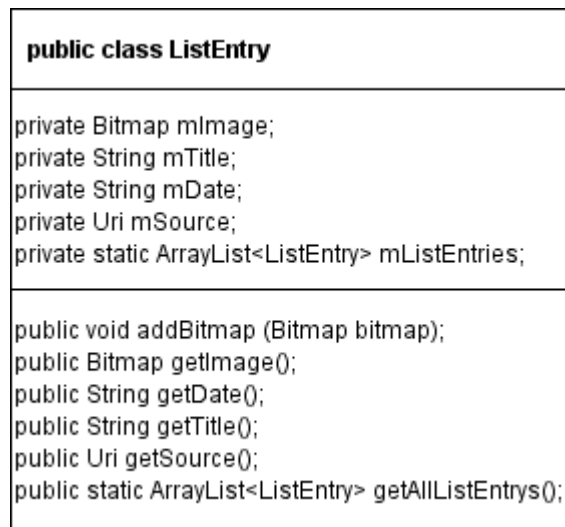 public class ListEntry
private Bitmap mImage;
private String mTitle;
private String mDate;
private Uri mSource;
private static ArrayList<ListEntry> mListEntries;
public void addBitmap (Bitmap bitmap);
public Bitmap getImage();
public String getDate();
public String getTitle();
public Uri getSource();
public static ArrayList<ListEntry> getAllListEntrys();